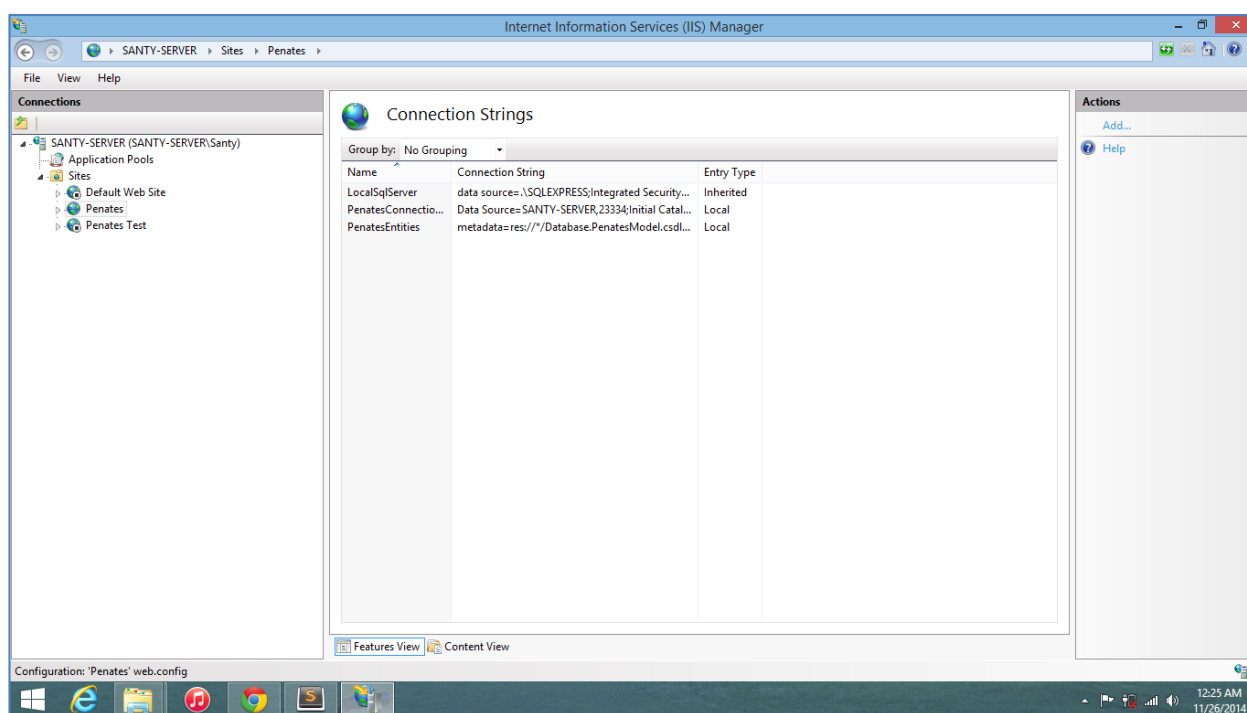 Internet Information Services (IIS) Manager
SANTY-SERVER Sites Penates
File View Help
Connections
SANTY-SERVER (SANTY-SERVER\Santy)
Application Pools
Sites
Default Web Site
Penates
Penates Test
Connection Strings
Group by: No Grouping
Name Connection String Entry Type
LocalSqlServer data source=.\SQLEXPRESS;Integrated Security... Inherited
PenatesConnectio... Data Source=SANTY-SERVER,23334;Initial Catal... Local
PenatesEntities metadata=res://*/Database.PenatesModel.csdl... Local
Features View Content View
Actions
Add...
Help
Configuration: 'Penates' web.config
12:25 AM
11/26/2014